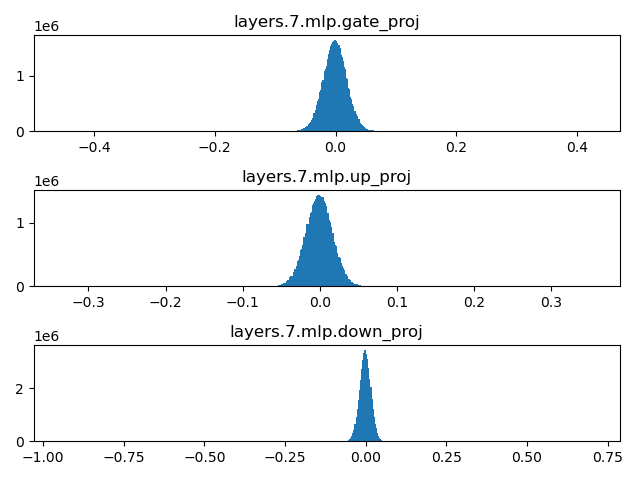 layers.7.mlp.gate_proj
1e6
1
0
−0.4 −0.2 0.0 0.2 0.4
layers.7.mlp.up_proj
1e6
1
0
−0.3 −0.2 −0.1 0.0 0.1 0.2 0.3
layers.7.mlp.down_proj
1e6
2
0
−1.00 −0.75 −0.50 −0.25 0.00 0.25 0.50 0.75